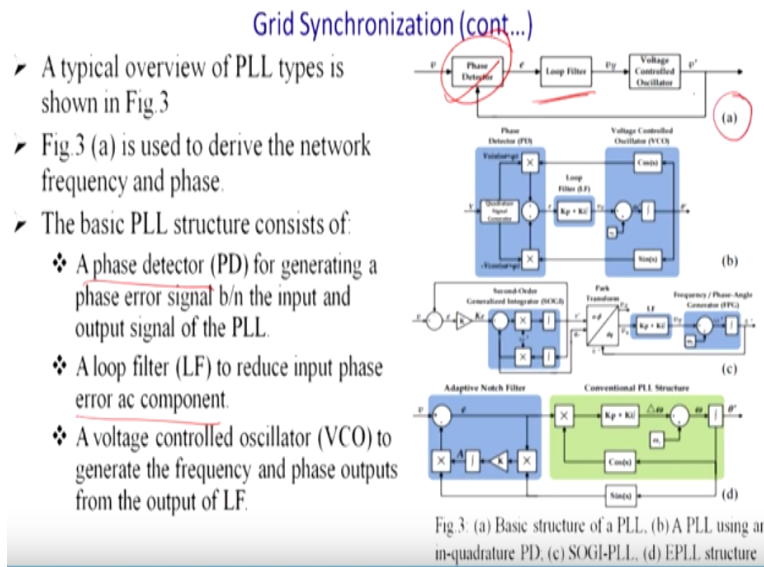 Grid Synchronization (cont...)
A typical overview of PLL types is
shown in Fig.3
Fig.3 (a) is used to derive the network
frequency and phase.
The basic PLL structure consists of:
A phase detector (PD) for generating a
phase error signal b/n the input and
output signal of the PLL.
A loop filter (LF) to reduce input phase
error ac component.
A voltage controlled oscillator (VCO) to
generate the frequency and phase outputs
from the output of LF.
v
Phase
Detector
e
Loop Filter
Voltage
Controlled
Oscillator
(a)
Phase
Detector (PD)
Voltage Controlled
Oscillator (VCO)
Quadrature
Signal
Generator
Loop
Filter (LF)
Kp + Ki/
Cos(x)
Sin(x)
(b)
Second-Order
Generalized Integrator (SOGI)
Park
Transform
LF
Kp + Ki/
Frequency / Phase-Angle
Generator (FPG)
αβ
dq
(c)
Adaptive Notch Filter
Conventional PLL Structure
v
e
A
K
Kp + Ki/
Δω
ω
θ'
Cos(x)
Sin(x)
(d)
Fig.3: (a) Basic structure of a PLL, (b) A PLL using an
in-quadrature PD; (c) SOGI-PLL, (d) EPLL structure